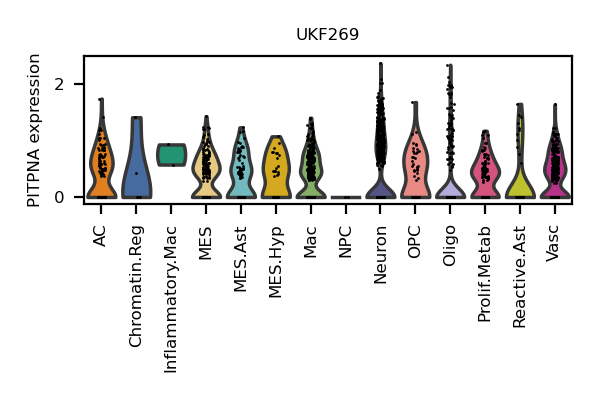 UKF269
PITPNA expression
2
0
AC
Chromatin.Reg
Inflammatory.Mac
MES
MES.Ast
MES.Hyp
Mac
NPC
Neuron
OPC
Oligo
Prolif.Metab
Reactive.Ast
Vasc